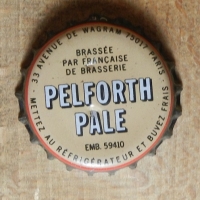 33 AVENUE DE WAGRAM 75017 PARIS
BRASSÉE
PAR FRANÇAISE
DE BRASSERIE
PELFORTH
PALE
EMB. 59410
METTEZ AU RÉFRIGÉRATEUR ET BUVEZ FRAIS